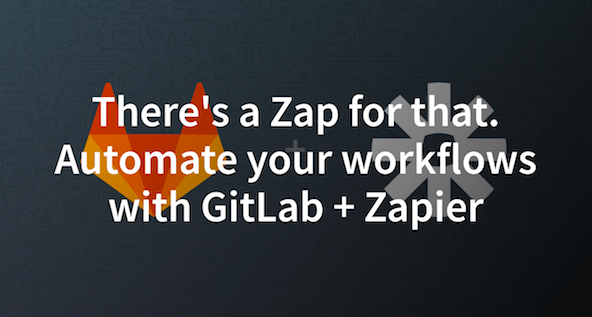 There's a Zap for that.
Automate your workflows
with GitLab + Zapier